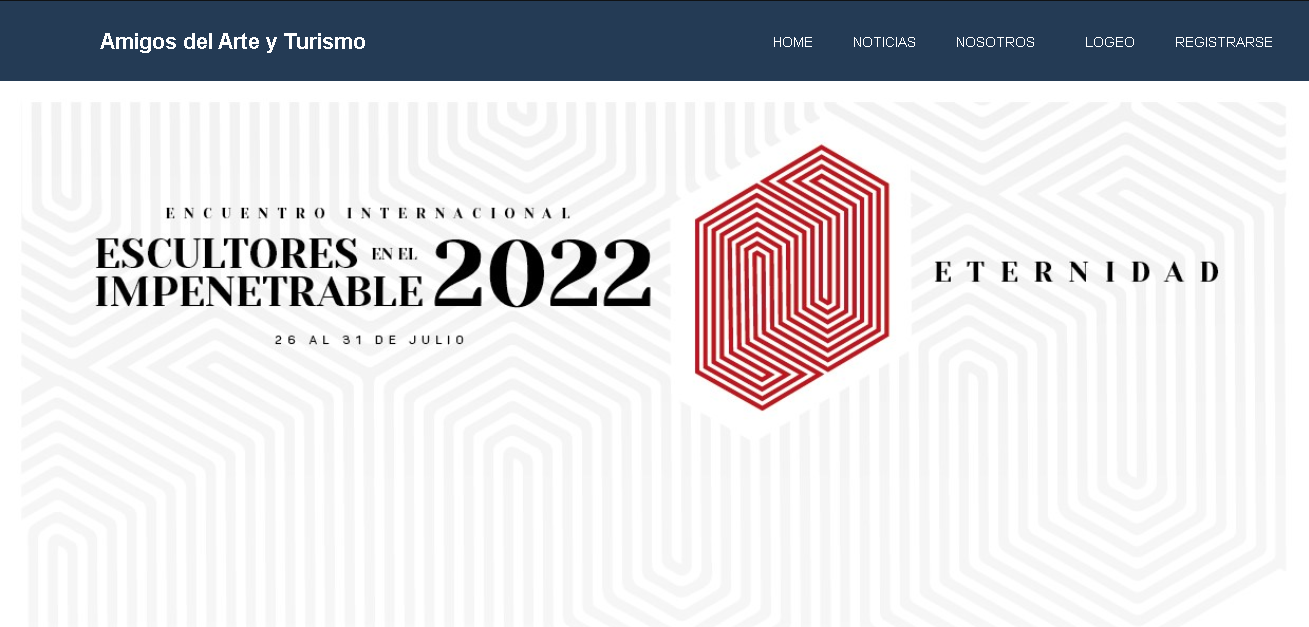 Amigos del Arte y Turismo
HOME NOTICIAS NOSOTROS LOGEO REGISTRARSE
ENCUENTRO INTERNACIONAL
ESCULTORES EN EL
IMPENETRABLE 2022
26 AL 31 DE JULIO
ETERNIDAD